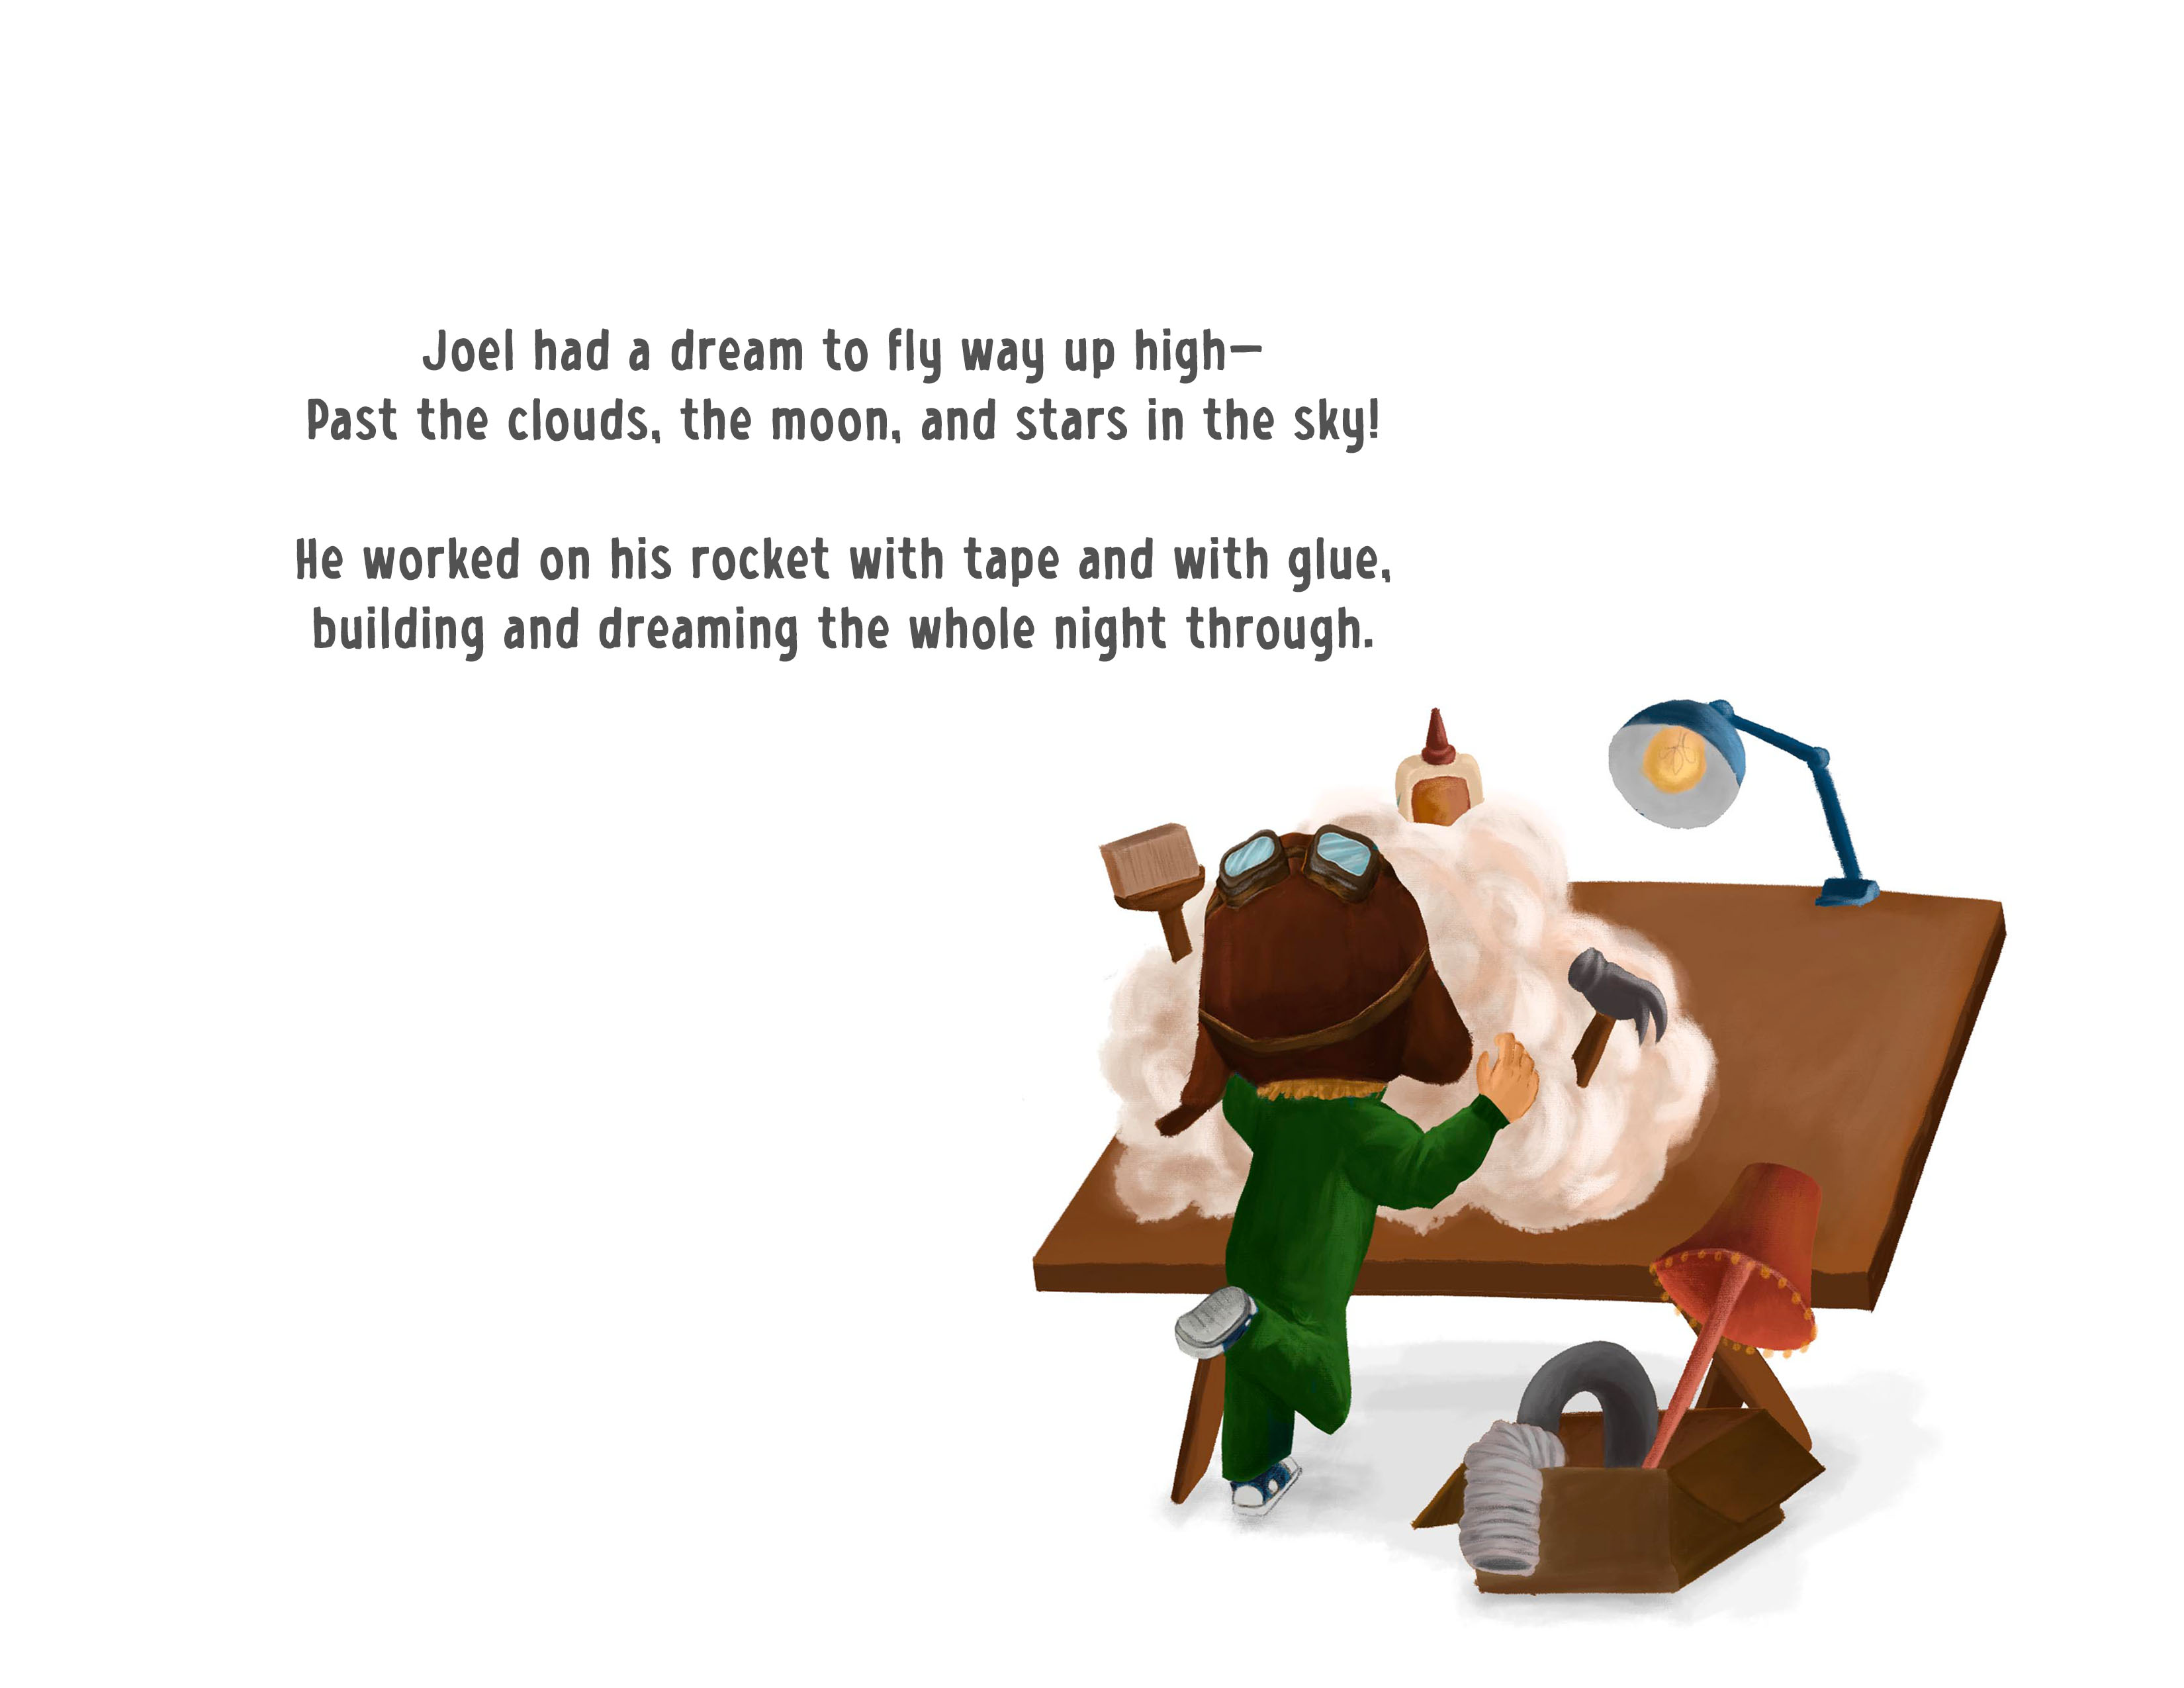 Joel had a dream to fly way up high—
Past the clouds, the moon, and stars in the sky!
He worked on his rocket with tape and with glue,
building and dreaming the whole night through.